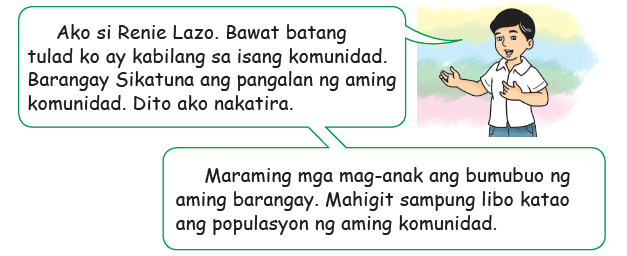 Ako si Renie Lazo. Bawat batang
tulad ko ay kabilang sa isang komunidad.
Barangay Sikatuna ang pangalan ng aming
komunidad. Dito ako nakatira.
Maraming mga mag-anak ang bumubuo ng
aming barangay. Mahigit sampung libo katao
ang populasyon ng aming komunidad.